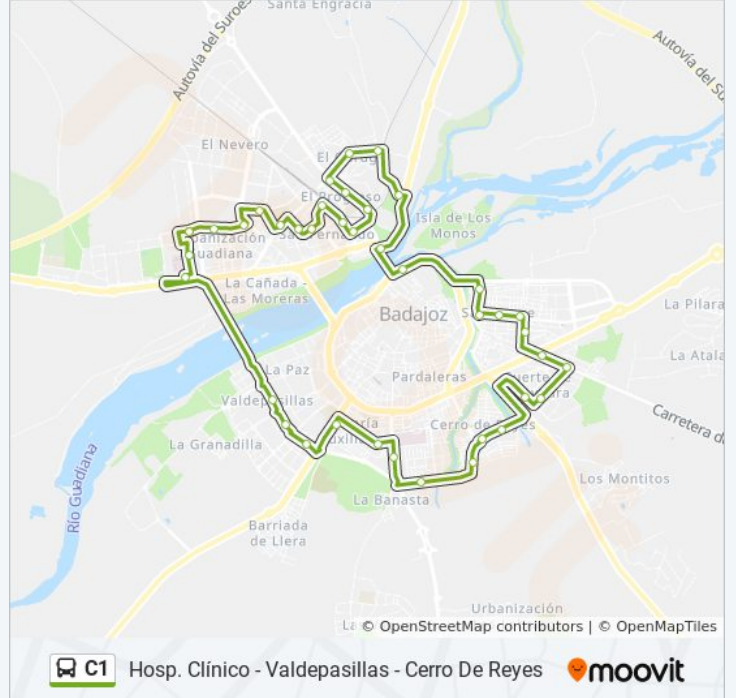 Santa Engracia
Autovía del Suroes
Autovía del Su
El Nevero
El
El Progreso
Isla de Los
Monos
Urbanización
Guadiana
San Fernando
La Cañada -
Las Moreras
Badajoz
La Pilara
La Paz
Pardaleras
La Atala
Valdepasillas
Cerro de Reyes
Carretera d
La Granadilla
Río Guadiana
La Banasta
Los Montitos
Barriada
de Llera
Urbanización
© OpenStreetMap contributors | © OpenMapTiles
C1 Hosp. Clínico - Valdepasillas - Cerro De Reyes moovit